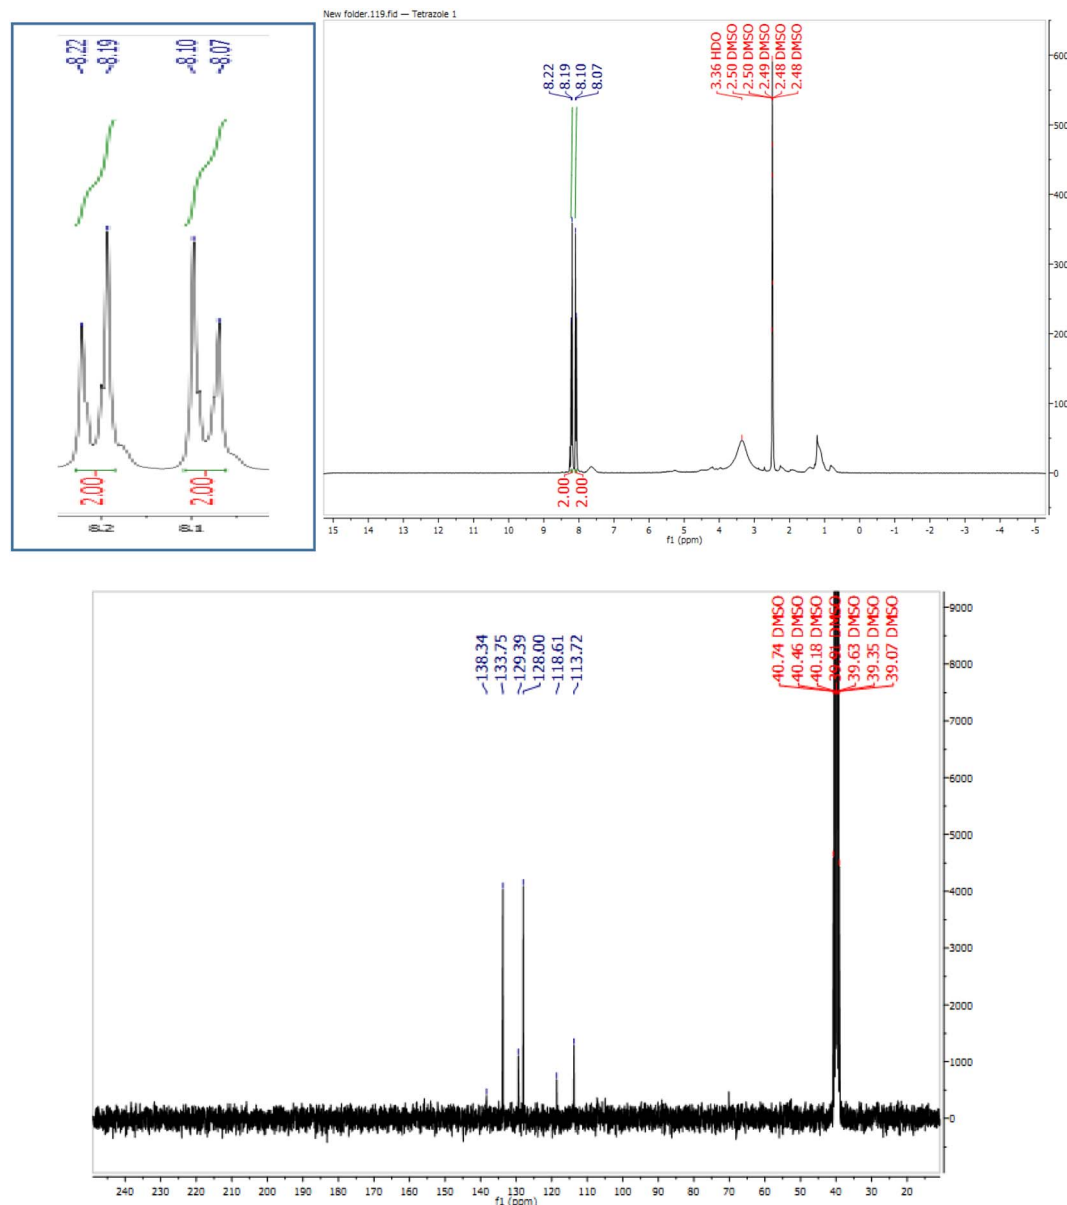 New folder.119.fid — Tetrazole 1
8.22
8.19
8.10
8.07
2.00
2.00
8.22
8.19
8.10
8.07
3.36 HDO
2.50 DMSO
2.50 DMSO
2.49 DMSO
2.48 DMSO
2.48 DMSO
600
500
400
300
200
100
0
2.00
2.00
15 14 13 12 11 10 9 8 7 6 5 4 3 2 1 0 -1 -2 -3 -4 -5
f1 (ppm)
138.34
133.75
129.39
128.00
118.61
113.72
40.74 DMSO
40.46 DMSO
40.18 DMSO
DMSO
39.63 DMSO
39.35 DMSO
39.07 DMSO
9000
8000
7000
6000
5000
4000
3000
2000
1000
0
240 230 220 210 200 190 180 170 160 150 140 130 120 110 100 90 80 70 60 50 40 30 20
f1 (ppm)